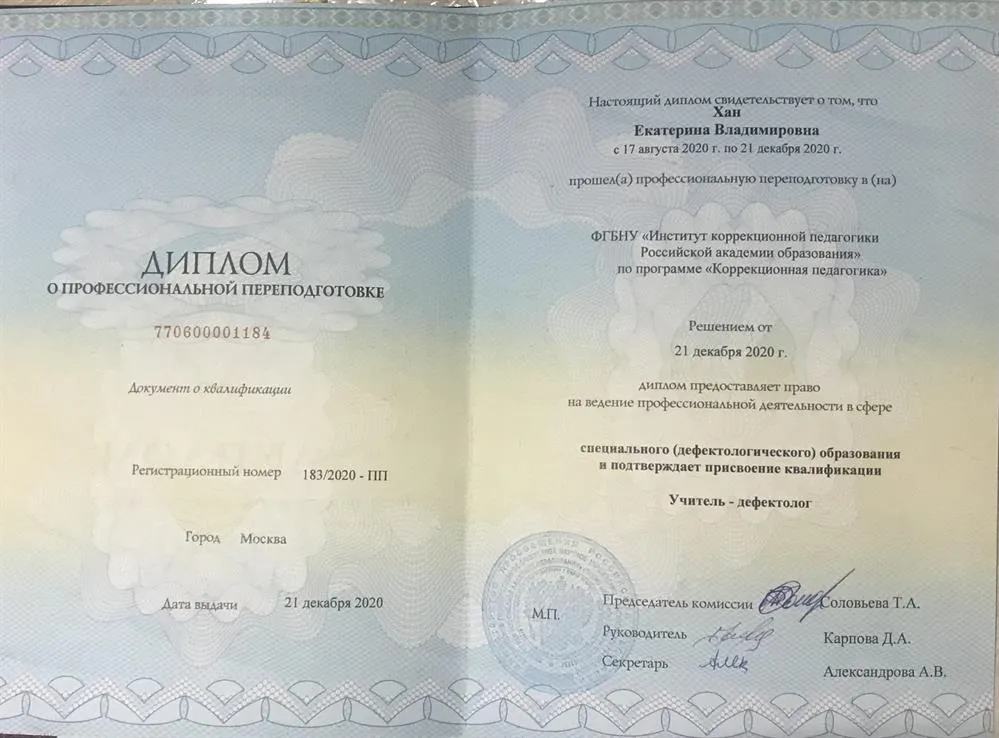 ДИПЛОМ
О ПРОФЕССИОНАЛЬНОЙ ПЕРЕПОДГОТОВКЕ
770600001184
Документ о квалификации
Регистрационный номер 183/2020 - ПП
Город Москва
Дата выдачи 21 декабря 2020
Настоящий диплом свидетельствует о том, что
Хан
Екатерина Владимировна
с 17 августа 2020 г. по 21 декабря 2020 г.
прошел(а) профессиональную переподготовку в (на)
ФГБНУ «Институт коррекционной педагогики
Российской академии образования»
по программе «Коррекционная педагогика»
Решением от
21 декабря 2020 г.
диплом предоставляет право
на ведение профессиональной деятельности в сфере
специального (дефектологического) образования
и подтверждает присвоение квалификации
Учитель - дефектолог
М.П.
Председатель комиссии Соловьева Т.А.
Руководитель Карпова Д.А.
Секретарь Александрова А.В.